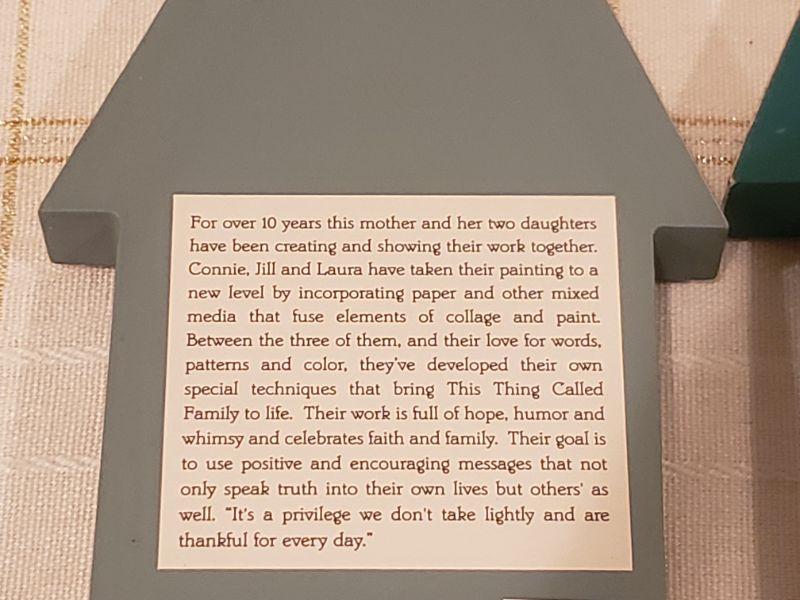 For over 10 years this mother and her two daughters
have been creating and showing their work together.
Connie, Jill and Laura have taken their painting to a
new level by incorporating paper and other mixed
media that fuse elements of collage and paint.
Between the three of them, and their love for words,
patterns and color, they've developed their own
special techniques that bring This Thing Called
Family to life. Their work is full of hope, humor and
whimsy and celebrates faith and family. Their goal is
to use positive and encouraging messages that not
only speak truth into their own lives but others' as
well. "It's a privilege we don't take lightly and are
thankful for every day."